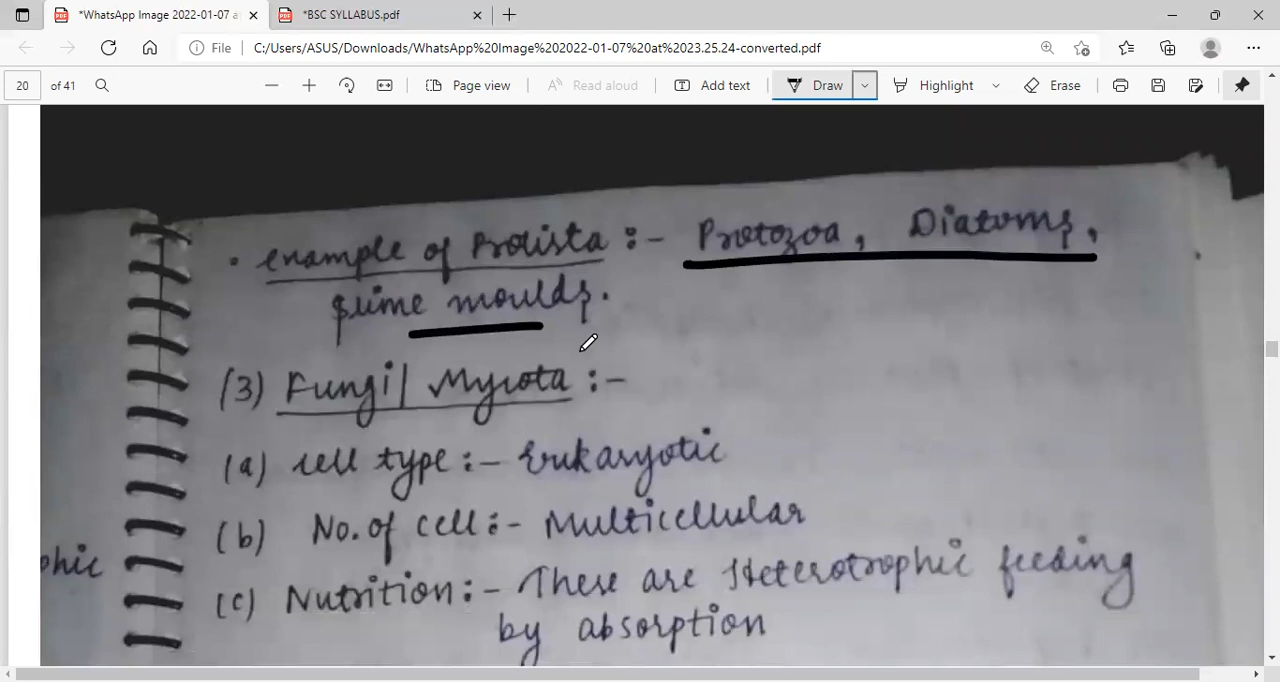 *WhatsApp Image 2022-01-07 a
*BSC SYLLABUS.pdf
File C:/Users/ASUS/Downloads/WhatsApp%20Image%202022-01-07%20at%2023.25.24-converted.pdf
20 of 41 Page view Read aloud Add text Draw Highlight Erase
• example of Protista :- Protozoa, Diatoms,
slime moulds.
(3) Fungi/ Mycota :-
(a) cell type :- Eukaryotic
(b) No. of cell :- Multicellular
phic
(c) Nutrition :- These are Heterotrophic feeding
by absorption